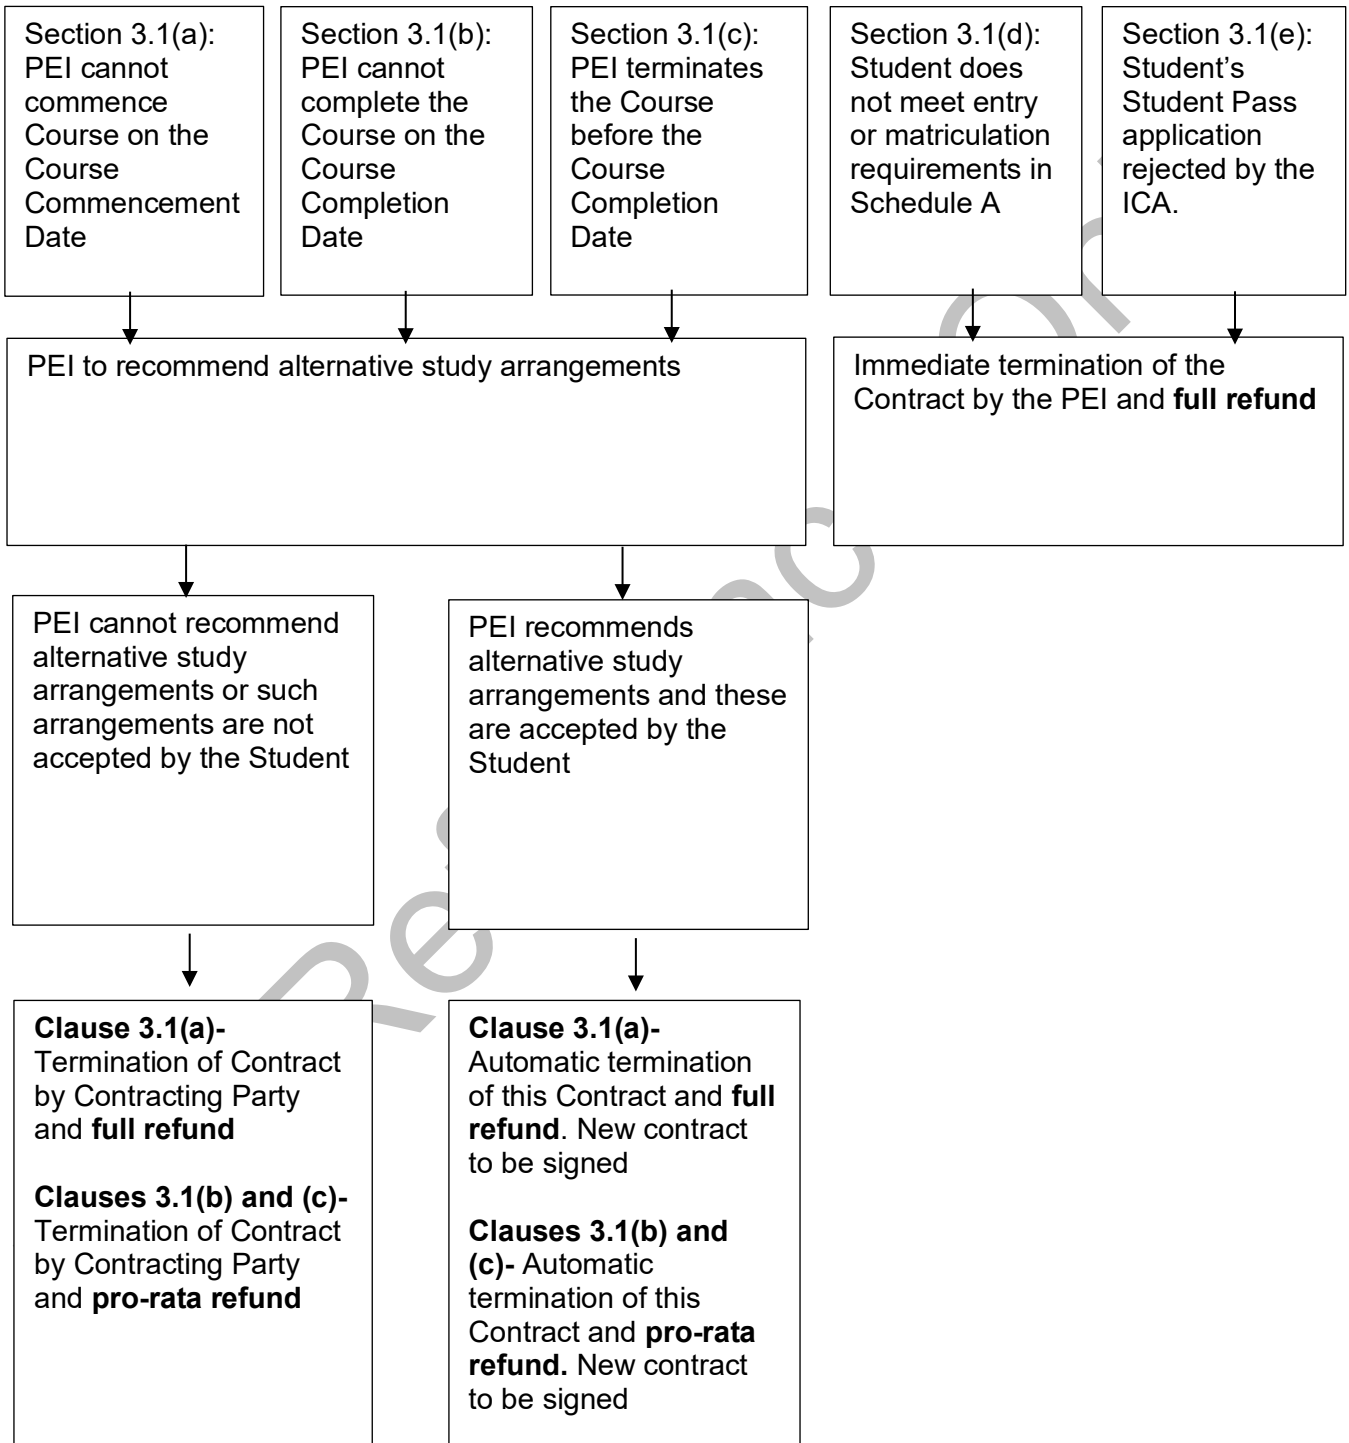 Section 3.1(a):
PEI cannot
commence
Course on the
Course
Commencement
Date
Section 3.1(b):
PEI cannot
complete the
Course on the
Course
Completion
Date
Section 3.1(c):
PEI terminates
the Course
before the
Course
Completion
Date
Section 3.1(d):
Student does
not meet entry
or matriculation
requirements in
Schedule A
Section 3.1(e):
Student’s
Student Pass
application
rejected by the
ICA.
PEI to recommend alternative study arrangements
Immediate termination of the
Contract by the PEI and full refund
PEI cannot recommend
alternative study
arrangements or such
arrangements are not
accepted by the Student
PEI recommends
alternative study
arrangements and these
are accepted by the
Student
Clause 3.1(a)-
Termination of Contract
by Contracting Party
and full refund
Clauses 3.1(b) and (c)-
Termination of Contract
by Contracting Party
and pro-rata refund
Clause 3.1(a)-
Automatic termination
of this Contract and full
refund. New contract
to be signed
Clauses 3.1(b) and
(c)- Automatic
termination of this
Contract and pro-rata
refund. New contract
to be signed